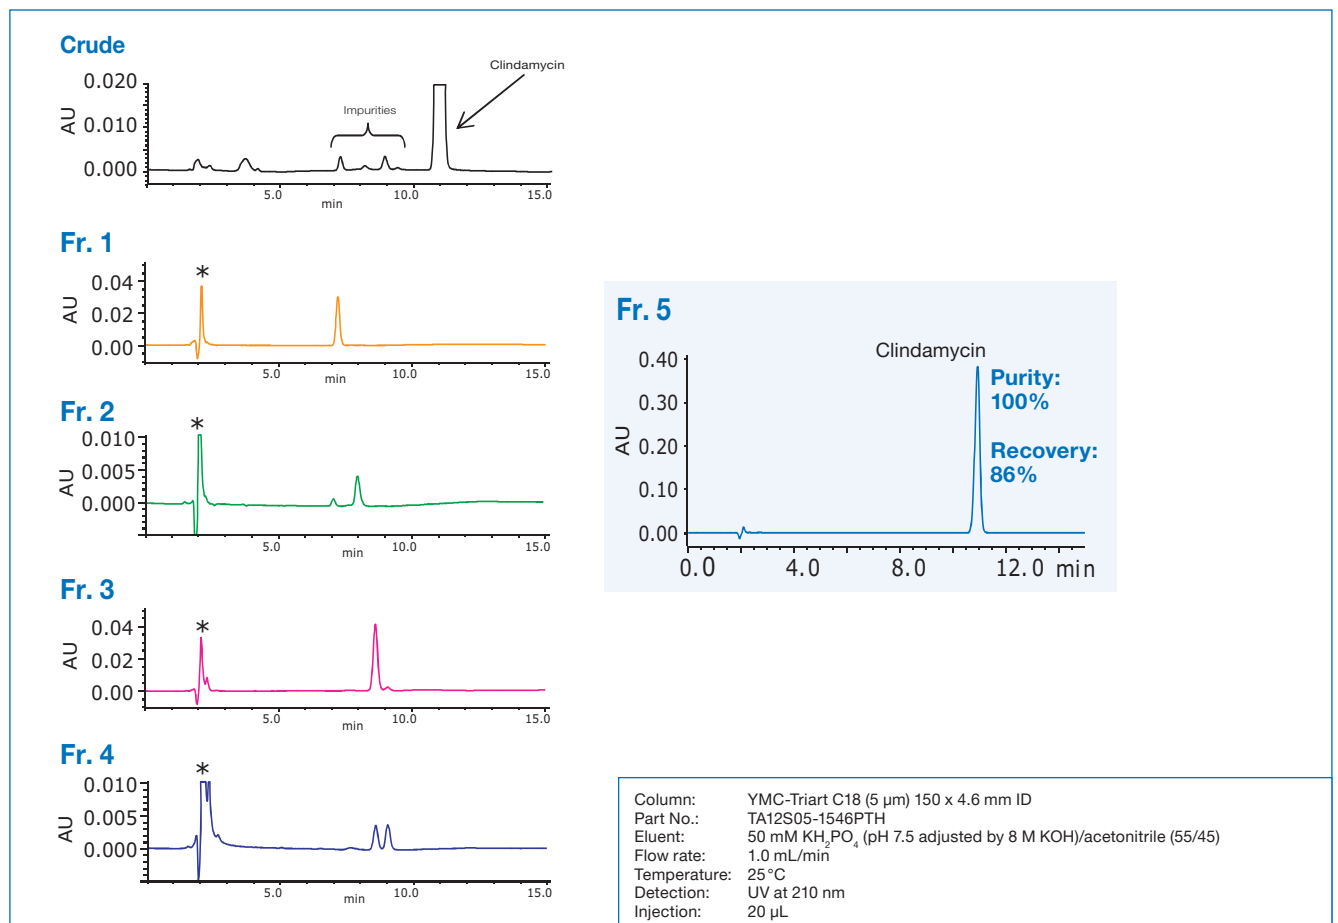 Crude
Clindamycin
Impurities
AU
0.020
0.010
0.000
5.0
10.0
15.0
min
Fr. 1
*
AU
0.04
0.02
0.00
5.0
10.0
15.0
min
Fr. 2
*
AU
0.010
0.005
0.000
5.0
10.0
15.0
min
Fr. 3
*
AU
0.04
0.02
0.00
5.0
10.0
15.0
min
Fr. 4
*
AU
0.010
0.005
0.000
5.0
10.0
15.0
min
Fr. 5
Clindamycin
Purity:
100%
Recovery:
86%
AU
0.40
0.30
0.20
0.10
0.00
0.0 4.0 8.0 12.0 min
Column: YMC-Triart C18 (5 µm) 150 x 4.6 mm ID
Part No.: TA12S05-1546PTH
Eluent: 50 mM KH₂PO₄ (pH 7.5 adjusted by 8 M KOH)/acetonitrile (55/45)
Flow rate: 1.0 mL/min
Temperature: 25°C
Detection: UV at 210 nm
Injection: 20 µL